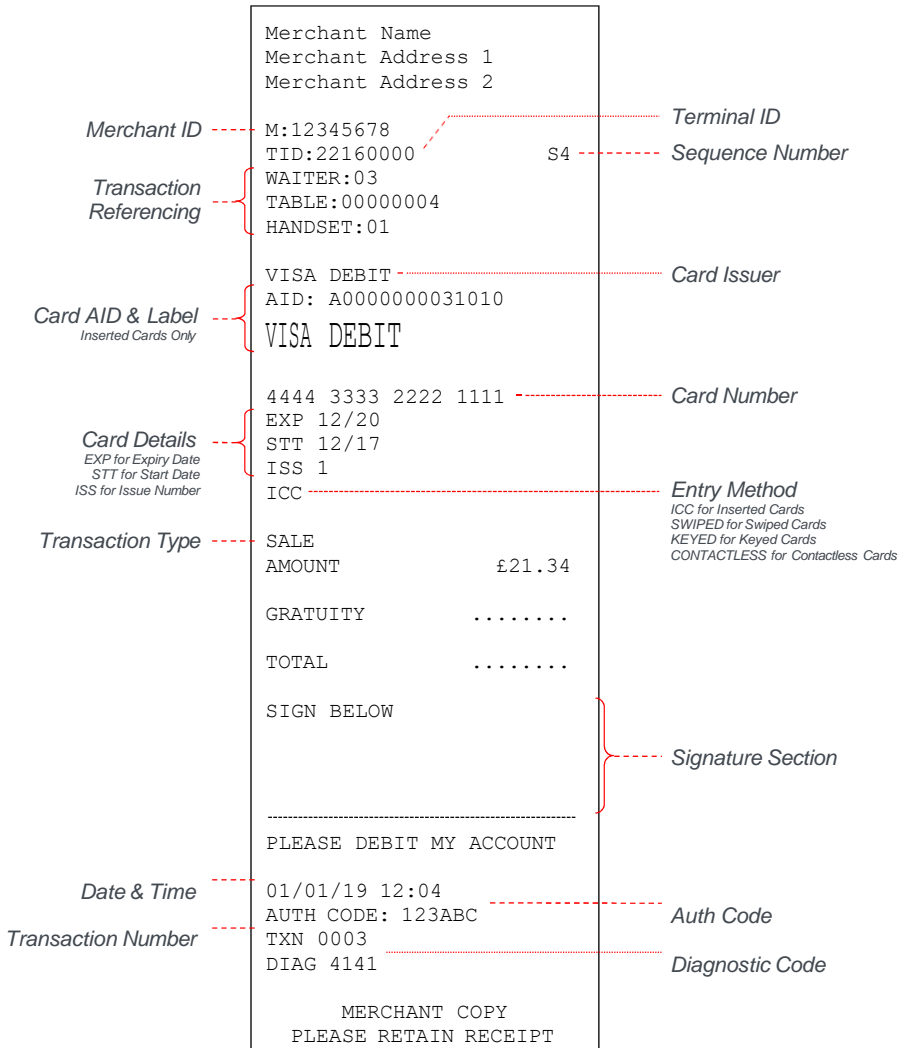 Merchant Name
Merchant Address 1
Merchant Address 2
Merchant ID
M:12345678
Terminal ID
TID:22160000 S4
Sequence Number
Transaction
Referencing
WAITER:03
TABLE:00000004
HANDSET:01
VISA DEBIT
Card Issuer
Card AID & Label
Inserted Cards Only
AID: A0000000031010
VISA DEBIT
4444 3333 2222 1111
Card Number
Card Details
EXP for Expiry Date
STT for Start Date
ISS for Issue Number
EXP 12/20
STT 12/17
ISS 1
ICC
Entry Method
ICC for Inserted Cards
SWIPED for Swiped Cards
KEYED for Keyed Cards
CONTACTLESS for Contactless Cards
Transaction Type
SALE
AMOUNT £21.34
GRATUITY ........
TOTAL ........
SIGN BELOW
Signature Section
PLEASE DEBIT MY ACCOUNT
Date & Time
01/01/19 12:04
AUTH CODE: 123ABC
Auth Code
Transaction Number
TXN 0003
DIAG 4141
Diagnostic Code
MERCHANT COPY
PLEASE RETAIN RECEIPT